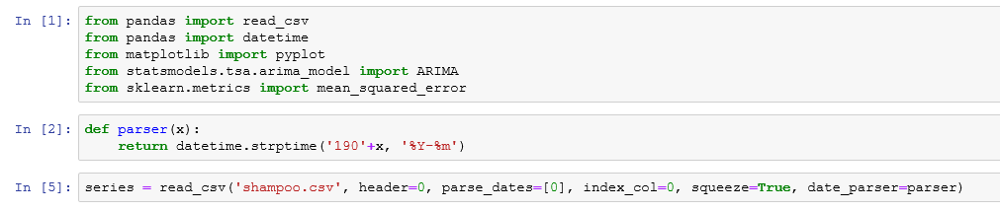 In [1]: from pandas import read_csv
from pandas import datetime
from matplotlib import pyplot
from statsmodels.tsa.arima_model import ARIMA
from sklearn.metrics import mean_squared_error
In [2]: def parser(x):
    return datetime.strptime('190'+x, '%Y-%m')
In [5]: series = read_csv('shampoo.csv', header=0, parse_dates=[0], index_col=0, squeeze=True, date_parser=parser)